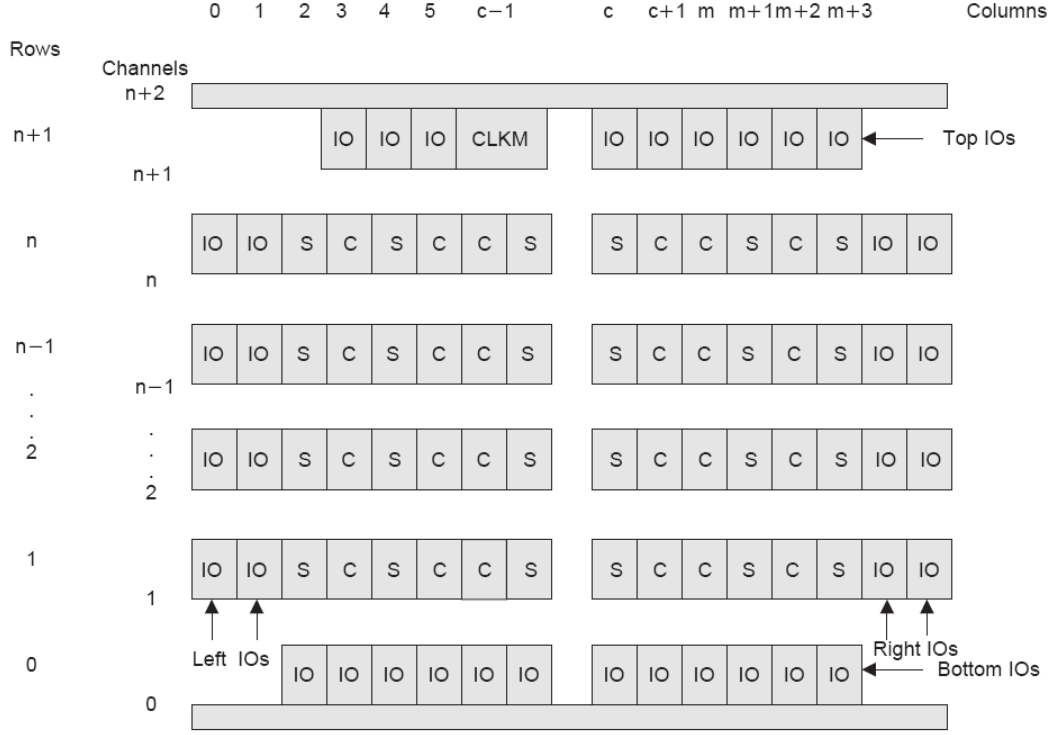 0 1 2 3 4 5 c−1 c c+1 m m+1 m+2 m+3 Columns
Rows
Channels
n+2
n+1 IO IO IO CLKM IO IO IO IO IO IO Top IOs
n+1
n IO IO S C S C C S S C C S C S IO IO
n
n−1 IO IO S C S C C S S C C S C S IO IO
n−1
.
.
.
.
.
.
2 IO IO S C S C C S S C C S C S IO IO
2
1 IO IO S C S C C S S C C S C S IO IO
1
Left IOs Right IOs
0 IO IO IO IO IO IO IO IO IO IO IO IO Bottom IOs
0